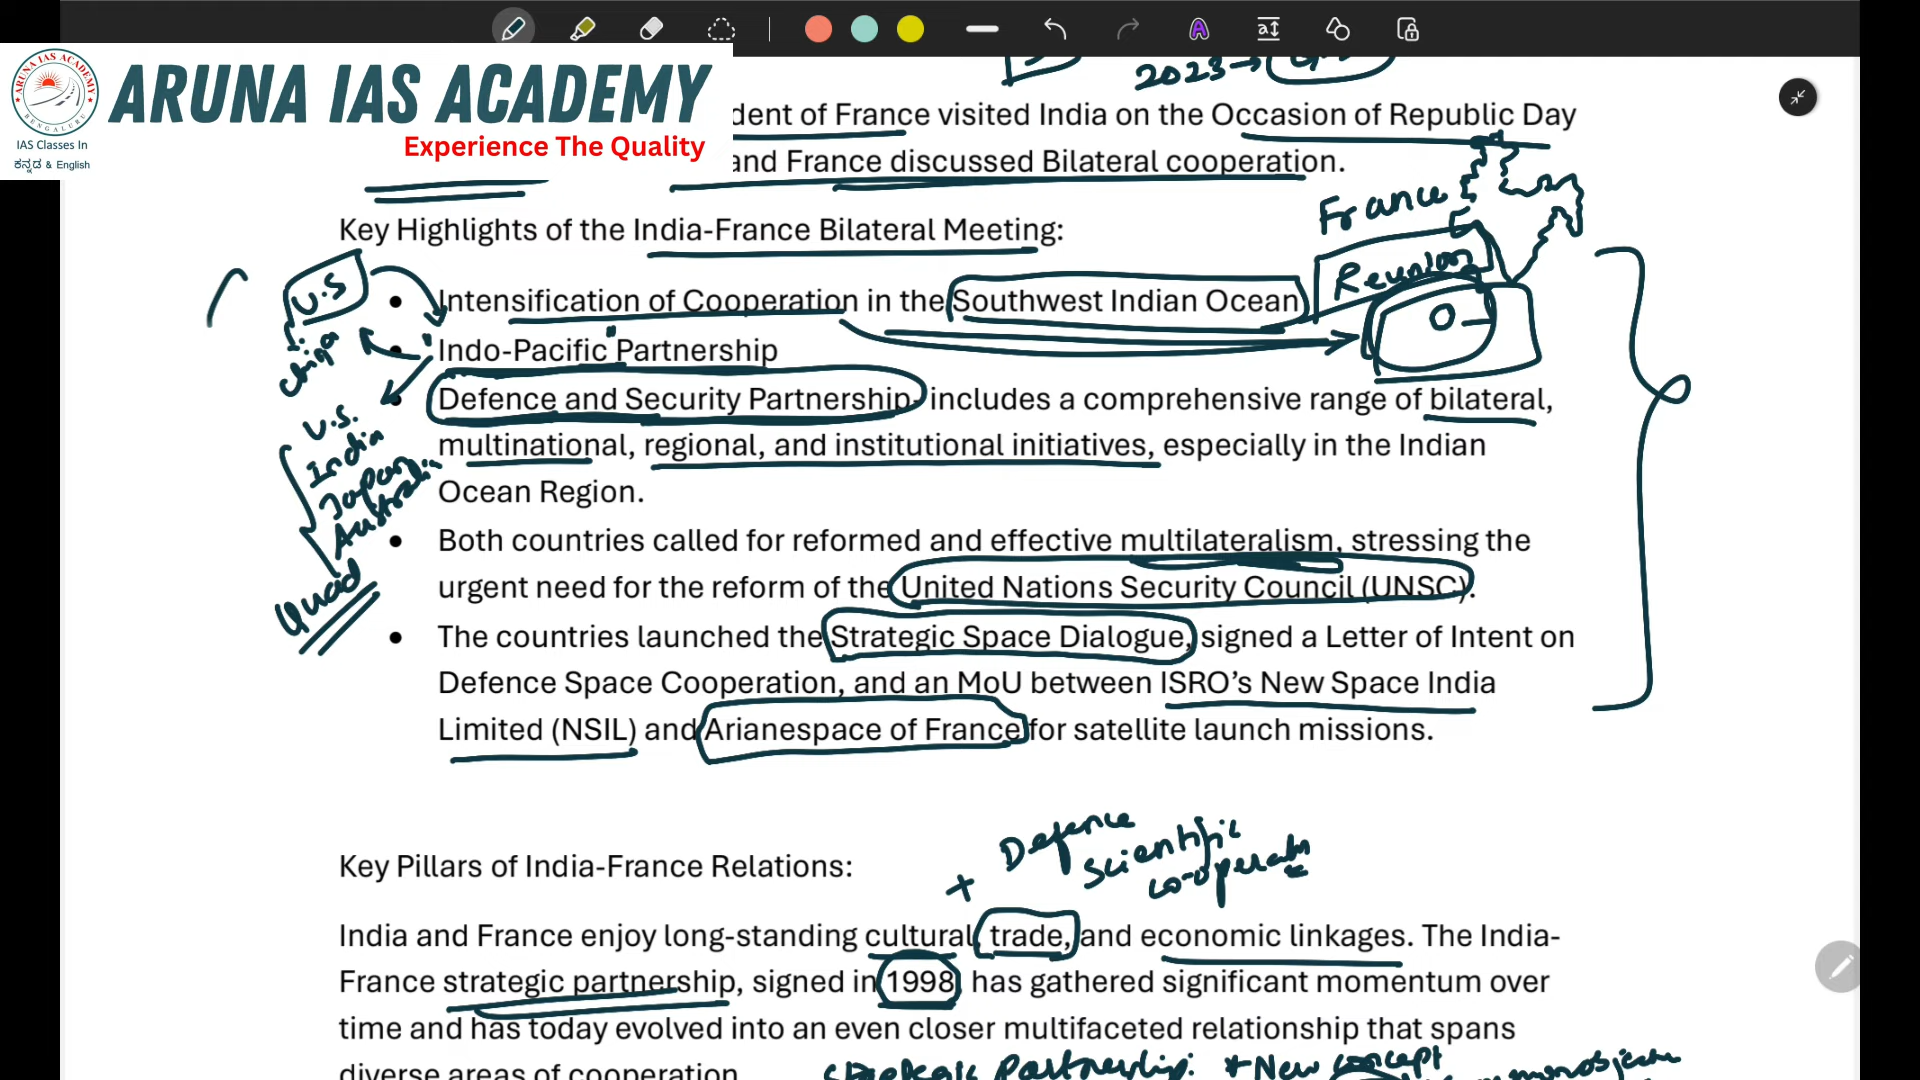 2023→
ARUNA IAS ACADEMY
Experience The Quality
ARUNA IAS ACADEMY
BENGALURU
IAS Classes In
ಕನ್ನಡ & English
dent of France visited India on the Occasion of Republic Day
and France discussed Bilateral cooperation.
France
Key Highlights of the India-France Bilateral Meeting:
Reunion
U.S
• Intensification of Cooperation in the Southwest Indian Ocean
China
• Indo-Pacific Partnership
• Defence and Security Partnership- includes a comprehensive range of bilateral,
multinational, regional, and institutional initiatives, especially in the Indian
Ocean Region.
U.S.
India
Japan
Australia
Quad
• Both countries called for reformed and effective multilateralism, stressing the
urgent need for the reform of the United Nations Security Council (UNSC).
• The countries launched the Strategic Space Dialogue, signed a Letter of Intent on
Defence Space Cooperation, and an MoU between ISRO’s New Space India
Limited (NSIL) and Arianespace of France for satellite launch missions.
+ Defence
Scientific
Key Pillars of India-France Relations:
India and France enjoy long-standing cultural, trade, and economic linkages. The India-
France strategic partnership, signed in 1998, has gathered significant momentum over
time and has today evolved into an even closer multifaceted relationship that spans
diverse areas of cooperation.
Strategic Partnership: * New concept